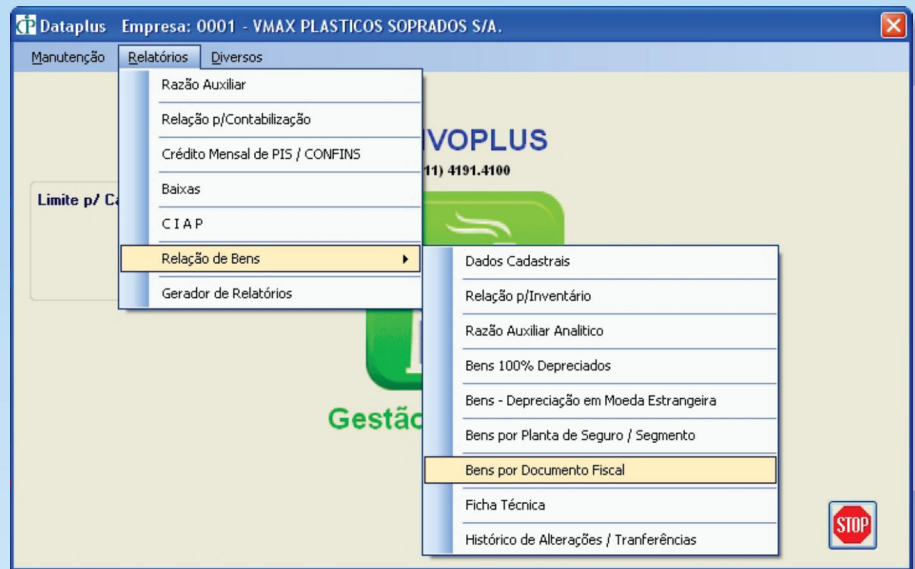 Dataplus Empresa: 0001 - VMAX PLASTICOS SOPRADOS S/A.
Manutenção Relatórios Diversos
Razão Auxiliar
Relação p/Contabilização
Crédito Mensal de PIS / CONFINS
Baixas
C I A P
Relação de Bens
Gerador de Relatórios
VOPLUS
11) 4191.4100
Limite p/
Dados Cadastrais
Relação p/Inventário
Razão Auxiliar Analitico
Bens 100% Depreciados
Bens - Depreciação em Moeda Estrangeira
Bens por Planta de Seguro / Segmento
Bens por Documento Fiscal
Ficha Técnica
Histórico de Alterações / Tranferências
Gestão
STOP